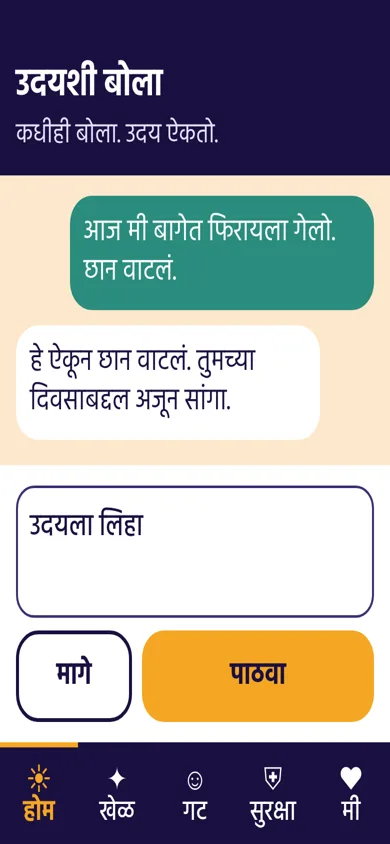 उदयशी बोला
कधीही बोला. उदय ऐकतो.
आज मी बागेत फिरायला गेलो.
छान वाटलं.
हे ऐकून छान वाटलं. तुमच्या
दिवसाबद्दल अजून सांगा.
उदयला लिहा
मागे
पाठवा
होम
खेळ
गट
सुरक्षा
मी